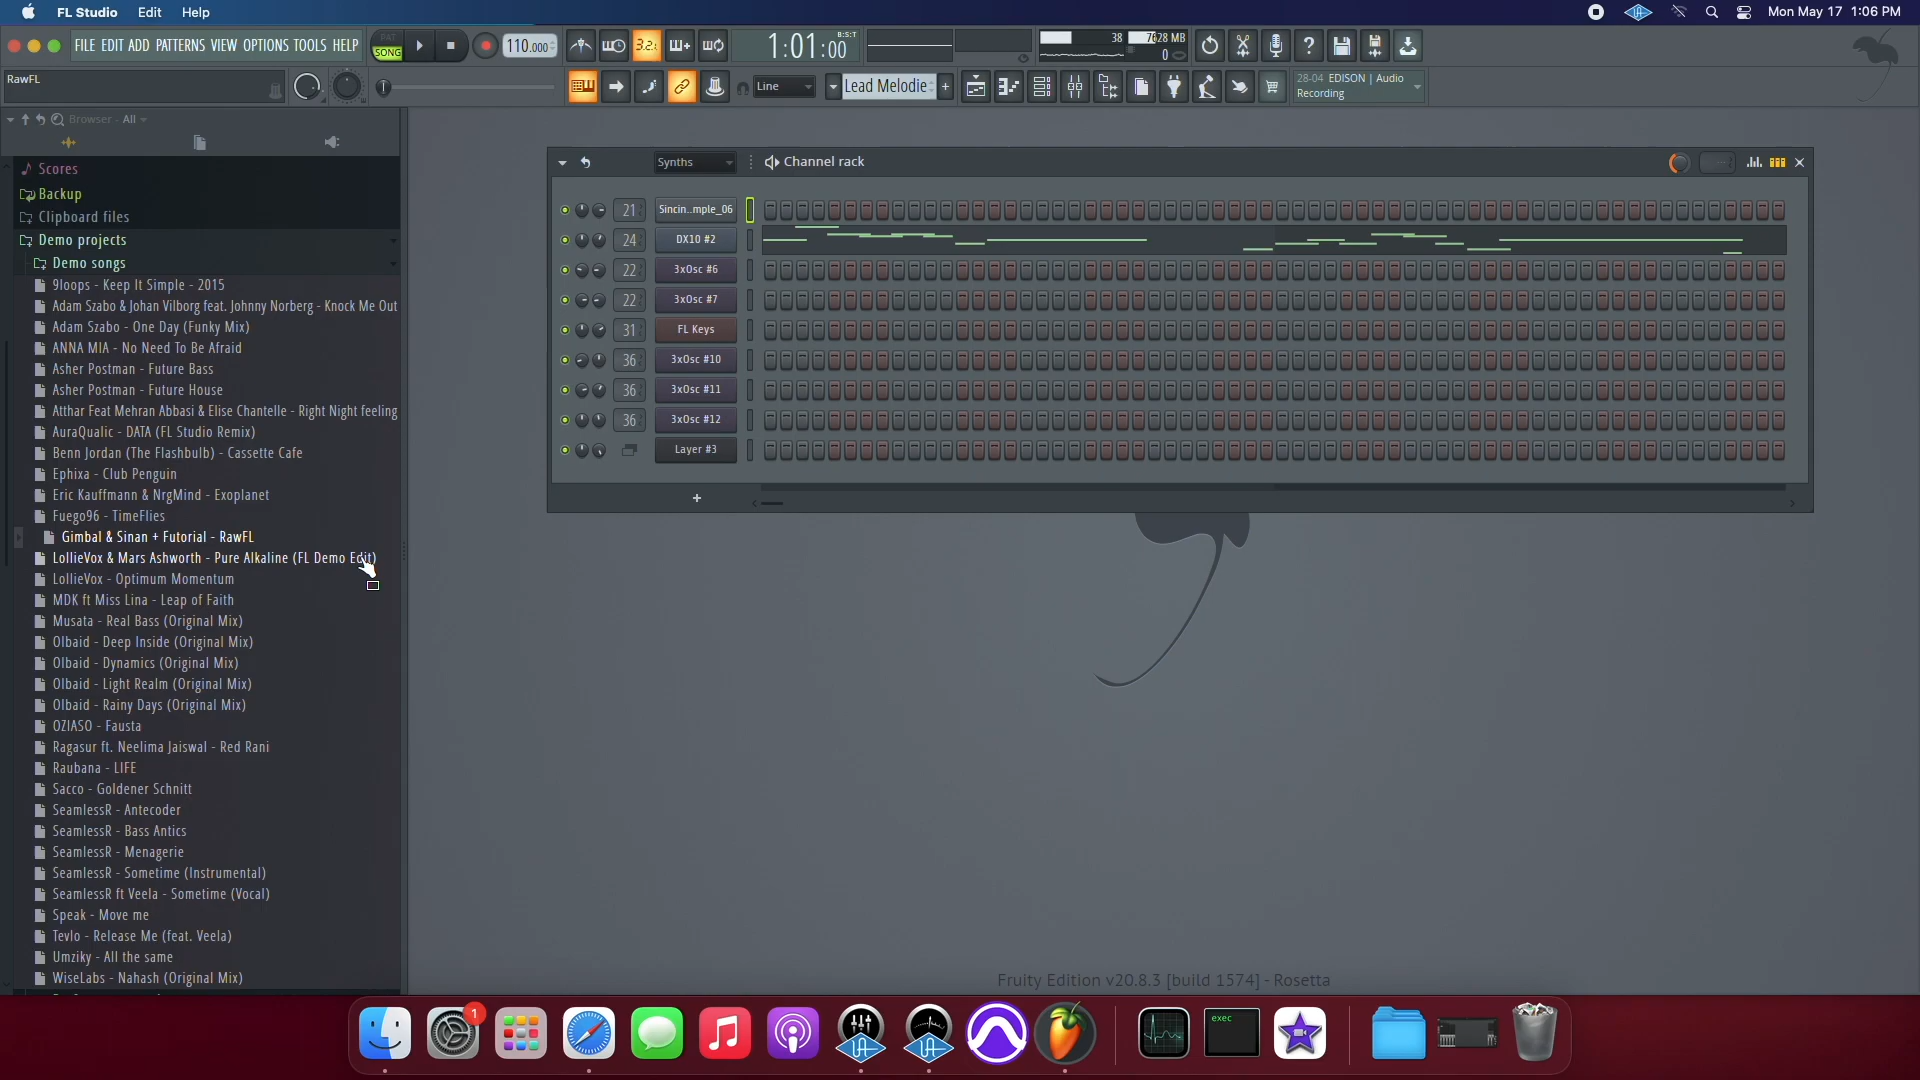 FL Studio Edit Help Mon May 17 1:06 PM
FILE EDIT ADD PATTERNS VIEW OPTIONS TOOLS HELP PAT SONG 110.000 3.2.: 1:01:00 B:S:T 38 7628 MB 0
RawFL Line Lead Melodie 28-04 EDISON | Audio
Recording
Browser - All
Scores
Backup
Clipboard files
Demo projects
Demo songs
9loops - Keep It Simple - 2015
Adam Szabo & Johan Vilborg feat. Johnny Norberg - Knock Me Out
Adam Szabo - One Day (Funky Mix)
ANNA MIA - No Need To Be Afraid
Asher Postman - Future Bass
Asher Postman - Future House
Atthar Feat Mehran Abbasi & Elise Chantelle - Right Night feeling
AuraQualic - DATA (FL Studio Remix)
Benn Jordan (The Flashbulb) - Cassette Cafe
Ephixa - Club Penguin
Eric Kauffmann & NrgMind - Exoplanet
Fuego96 - TimeFlies
Gimbal & Sinan + Futorial - RawFL
LollieVox & Mars Ashworth - Pure Alkaline (FL Demo Edit)
LollieVox - Optimum Momentum
MDK ft Miss Lina - Leap of Faith
Musata - Real Bass (Original Mix)
Olbaid - Deep Inside (Original Mix)
Olbaid - Dynamics (Original Mix)
Olbaid - Light Realm (Original Mix)
Olbaid - Rainy Days (Original Mix)
OZIASO - Fausta
Ragasur ft. Neelima Jaiswal - Red Rani
Raubana - LIFE
Sacco - Goldener Schnitt
SeamlessR - Antecoder
SeamlessR - Bass Antics
SeamlessR - Menagerie
SeamlessR - Sometime (Instrumental)
SeamlessR ft Veela - Sometime (Vocal)
Speak - Move me
Tevlo - Release Me (feat. Veela)
Umziky - All the same
WiseLabs - Nahash (Original Mix)
Synths Channel rack
21 Sincin..mple_06
24 DX10 #2
22 3xOsc #6
22 3xOsc #7
31 FL Keys
36 3xOsc #10
36 3xOsc #11
36 3xOsc #12
Layer #3
Fruity Edition v20.8.3 [build 1574] - Rosetta
1
exec